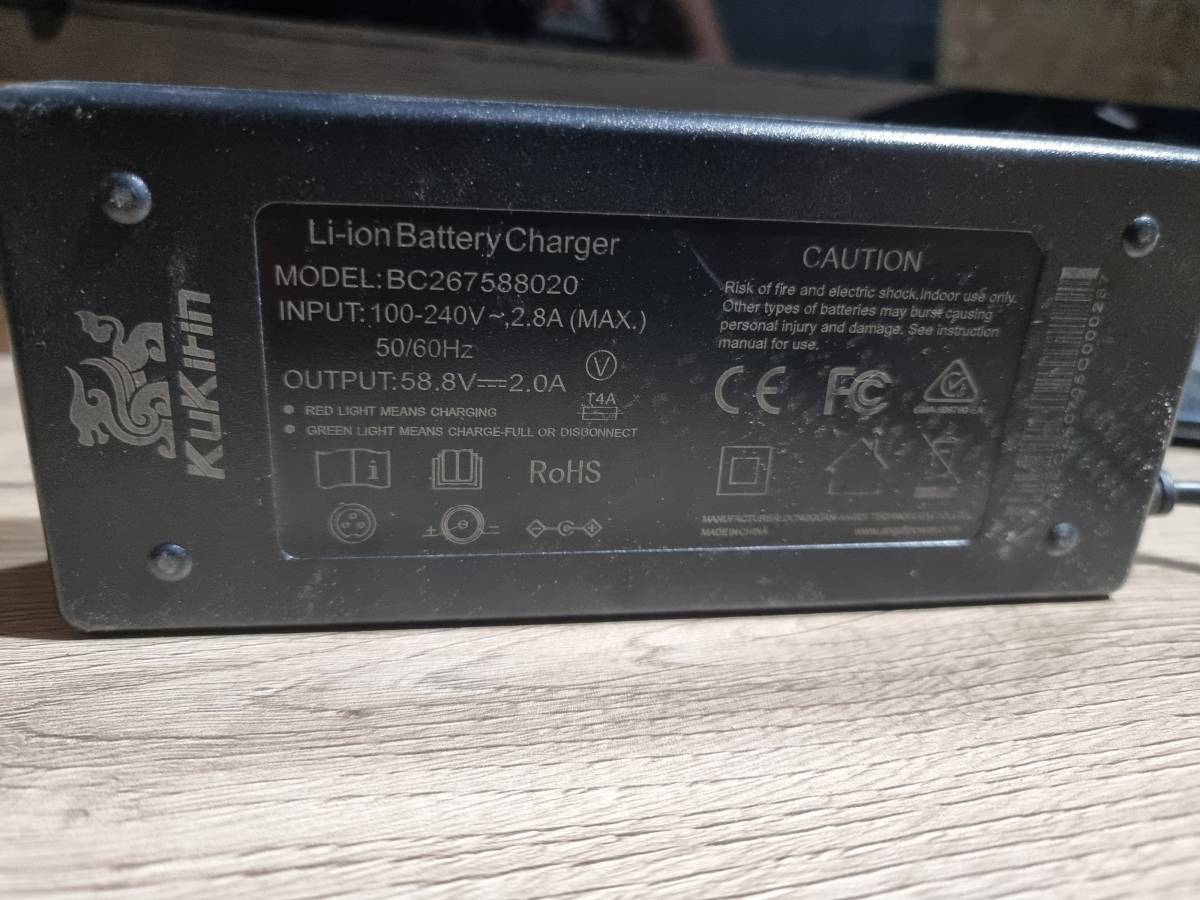 KuKirin
Li-ion Battery Charger
MODEL: BC267588020
INPUT: 100-240V~, 2.8A (MAX.)
50/60Hz
OUTPUT: 58.8V⎓2.0A
V
T4A
● RED LIGHT MEANS CHARGING
● GREEN LIGHT MEANS CHARGE-FULL OR DISCONNECT
i
RoHS
+ −
− C +
CAUTION
Risk of fire and electric shock.Indoor use only.
Other types of batteries may burst causing
personal injury and damage. See instruction
manual for use.
CE FC
MANUFACTURER: TECHNOLOGY
MADE IN CHINA